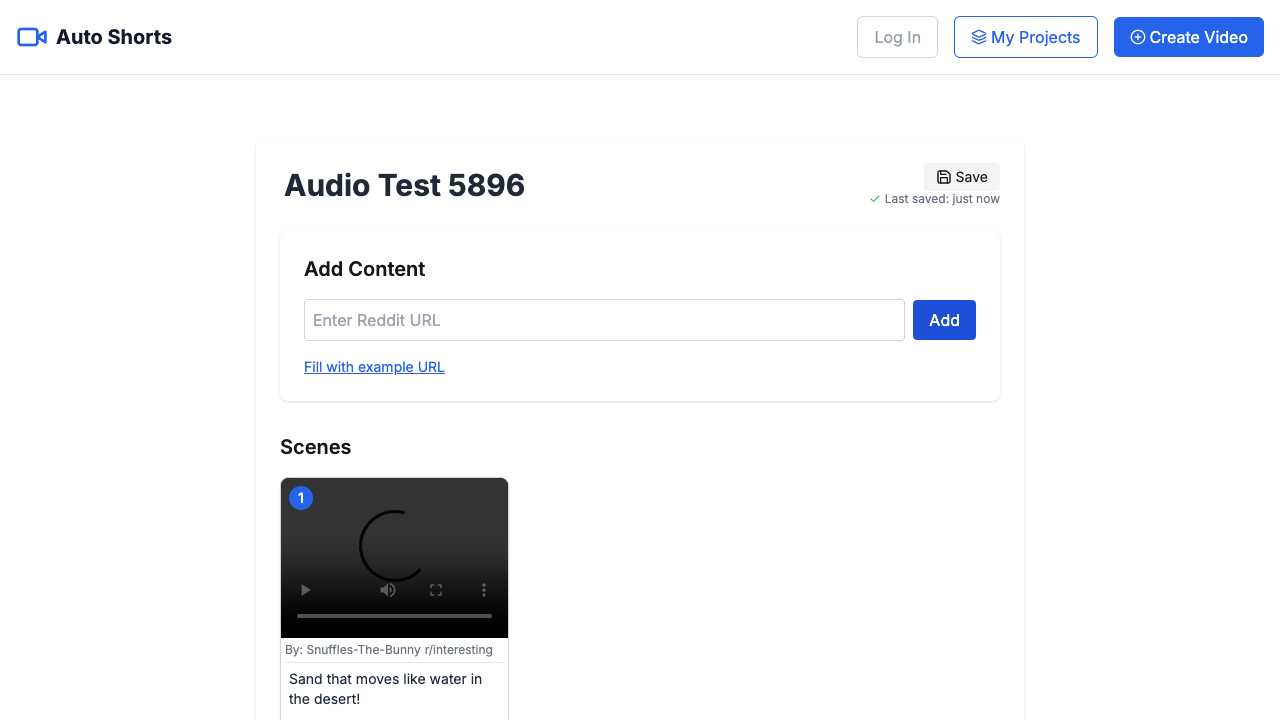 Auto Shorts
Log In
My Projects
Create Video
Audio Test 5896
Save
Last saved: just now
Add Content
Enter Reddit URL
Add
Fill with example URL
Scenes
1
By: Snuffles-The-Bunny r/interesting
Sand that moves like water in
the desert!